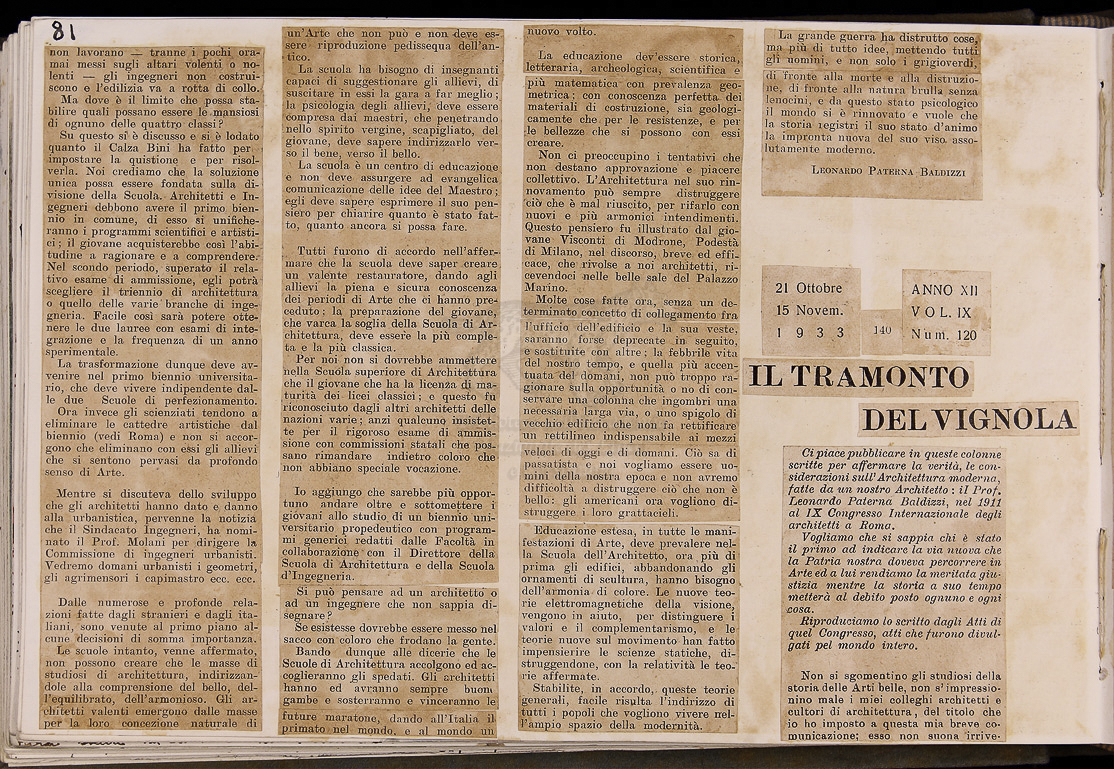 81
non lavorano — tranne i pochi ora-
mai messi sugli altari volenti o no-
lenti — gli ingegneri non costrui-
scono e l'edilizia va a rotta di collo.
Ma dove è il limite che possa sta-
bilire quali possano essere le mansiosi
di ognuno delle quattro classi?
Su questo si è discusso e si è lodato
quanto il Calza Bini ha fatto per
impostare la quistione e per risol-
verla. Noi crediamo che la soluzione
unica possa essere fondata sulla di-
visione della Scuola. Architetti e In-
gegneri debbono avere il primo bien-
nio in comune, di esso si unifiche-
ranno i programmi scientifici e artisti-
ci; il giovane acquisterebbe così l'abi-
tudine a ragionare e a comprendere.
Nel scondo periodo, superato il rela-
tivo esame di ammissione, egli potrà
scegliere il triennio di architettura
o quello delle varie branche di inge-
gneria. Facile così sarà potere otte-
nere le due lauree con esami di inte-
grazione e la frequenza di un anno
sperimentale.
La trasformazione dunque deve av-
venire nel primo biennio universita-
rio, che deve vivere indipendente dal-
le due Scuole di perfezionamento.
Ora invece gli scienziati tendono a
eliminare le cattedre artistiche dal
biennio (vedi Roma) e non si accor-
gono che eliminano con essi gli allievi
che si sentono pervasi da profondo
senso di Arte.
Mentre si discuteva dello sviluppo
che gli architetti hanno dato e danno
alla urbanistica, pervenne la notizia
che il Sindacato Ingegneri, ha nomi-
nato il Prof. Molani per dirigere la
Commissione di ingegneri urbanisti.
Vedremo domani urbanisti i geometri,
gli agrimensori i capimastro ecc. ecc.
Dalle numerose e profonde rela-
zioni fatte dagli stranieri e dagli ita-
liani, sono venute al primo piano al-
cune decisioni di somma importanza.
Le scuole intanto, venne affermato,
non possono creare che le masse di
studiosi di architettura, indirizzan-
dole alla comprensione del bello, del-
l'equilibrato, dell'armonioso. Gli ar-
chitetti valenti emergono dalle masse
per la loro concezione naturale di
un'Arte che non può e non deve es-
sere riproduzione pedissequa dell'an-
tico.
La scuola ha bisogno di insegnanti
capaci di suggestionare gli allievi, di
suscitare in essi la gara a far meglio;
la psicologia degli allievi, deve essere
compresa dai maestri, che penetrando
nello spirito vergine, scapigliato, del
giovane, deve sapere indirizzarlo ver-
so il bene, verso il bello.
La scuola è un centro di educazione
e non deve assurgere ad evangelica
comunicazione delle idee del Maestro;
egli deve sapere esprimere il suo pen-
siero per chiarire quanto è stato fat-
to, quanto ancora si possa fare.
Tutti furono di accordo nell'affer-
mare che la scuola deve saper creare
un valente restauratore, dando agli
allievi la piena e sicura conoscenza
dei periodi di Arte che ci hanno pre-
ceduto; la preparazione del giovane,
che varca la soglia della Scuola di Ar-
chitettura, deve essere la più comple-
ta e la più classica.
Per noi non si dovrebbe ammettere
nella Scuola superiore di Architettura
che il giovane che ha la licenza di ma-
turità dei licei classici; e questo fu
riconosciuto dagli altri architetti delle
nazioni varie; anzi qualcuno insistet-
te per il rigoroso esame di ammis-
sione con commissioni statali che pos-
sano rimandare indietro coloro che
non abbiano speciale vocazione.
Io aggiungo che sarebbe più oppor-
tuno andare oltre e sottomettere i
giovani allo studio di un biennio uni-
versitario propedeutico con program-
mi generici redatti dalle Facoltà in
collaborazione con il Direttore della
Scuola di Architettura e della Scuola
d'Ingegneria.
Si può pensare ad un architetto o
ad un ingegnere che non sappia di-
segnare?
Se esistesse dovrebbe essere messo nel
sacco con coloro che frodano la gente.
Bando dunque alle dicerie che le
Scuole di Architettura accolgono ed ac-
coglieranno gli spedati. Gli architetti
hanno ed avranno sempre buone
gambe e sosterranno e vinceranno le
future maratone, dando all'Italia il
primato nel mondo, e al mondo un
nuovo volto.
La educazione dev'essere storica,
letteraria, archeologica, scientifica e
più matematica con prevalenza geo-
metrica; con conoscenza perfetta dei
materiali di costruzione, sia geologi-
camente che per le resistenze, e per
le bellezze che si possono con essi
creare.
Non ci preoccupino i tentativi che
non destano approvazione e piacere
collettivo. L'Architettura nel suo rin-
novamento può sempre distruggere
ciò che è mal riuscito, per rifarlo con
nuovi e più armonici intendimenti.
Questo pensiero fu illustrato dal gio-
vane Visconti di Modrone, Podestà
di Milano, nel discorso, breve ed effi-
cace, che rivolse a noi architetti, ri-
cevendoci nelle belle sale del Palazzo
Marino.
Molte cose fatte ora, senza un de-
terminato concetto di collegamento fra
l'ufficio dell'edificio e la sua veste,
saranno forse deprecate in seguito,
e sostituite con altre; la febbrile vita
del nostro tempo, e quella più accen-
tuata del domani, non può troppo ra-
gionare sulla opportunità o no di con-
servare una colonna che ingombri una
necessaria larga via, o uno spigolo di
vecchio edificio che non fa rettificare
un rettilineo indispensabile ai mezzi
veloci di oggi e di domani. Ciò sa di
passatista e noi vogliamo essere uo-
mini della nostra epoca e non avremo
difficoltà a distruggere ciò che non è
bello: gli americani ora vogliono di-
struggere i loro grattacieli.
Educazione estesa, in tutte le mani-
festazioni di Arte, deve prevalere nel-
la Scuola dell'Architetto, ora più di
prima gli edifici, abbandonando gli
ornamenti di scultura, hanno bisogno
dell'armonia di colore. Le nuove teo-
rie elettromagnetiche della visione,
vengono in aiuto, per distinguere i
valori e il complementarismo, e le
teorie nuove sul movimento han fatto
impensierire le scienze statiche, di-
struggendone, con la relatività le teo-
rie affermate.
Stabilite, in accordo, queste teorie
generali, facile risulta l'indirizzo di
tutti i popoli che vogliono vivere nel-
l'ampio spazio della modernità.
La grande guerra ha distrutto cose,
ma più di tutto idee, mettendo tutti
gli uomini, e non solo i grigioverdi,
di fronte alla morte e alla distruzio-
ne, di fronte alla natura brulla senza
lenocini, e da questo stato psicologico
il mondo si è rinnovato e vuole che
la storia registri il suo stato d'animo
la impronta nuova del suo viso asso-
lutamente moderno.
LEONARDO PATERNA BALDIZZI
21 Ottobre
15 Novem.
1 9 3 3
140
ANNO XII
VOL. IX
Num. 120
IL TRAMONTO
DEL VIGNOLA
Ci piace pubblicare in queste colonne
scritte per affermare la verità, le con-
siderazioni sull'Architettura moderna,
fatte da un nostro Architetto: il Prof.
Leonardo Paterna Baldizzi, nel 1911
al IX Congresso Internazionale degli
architetti a Roma.
Vogliamo che si sappia chi è stato
il primo ad indicare la via nuova che
la Patria nostra doveva percorrere in
Arte ed a lui rendiamo la meritata giu-
stizia mentre la storia a suo tempo
metterà al debito posto ognuno e ogni
cosa.
Riproduciamo lo scritto dagli Atti di
quel Congresso, atti che furono divul-
gati pel mondo intero.
Non si sgomentino gli studiosi della
storia delle Arti belle, non s'impressio-
nino male i miei colleghi architetti e
cultori di architettura, del titolo che
io ho imposto a questa mia breve co-
municazione; esso non suona irrive-